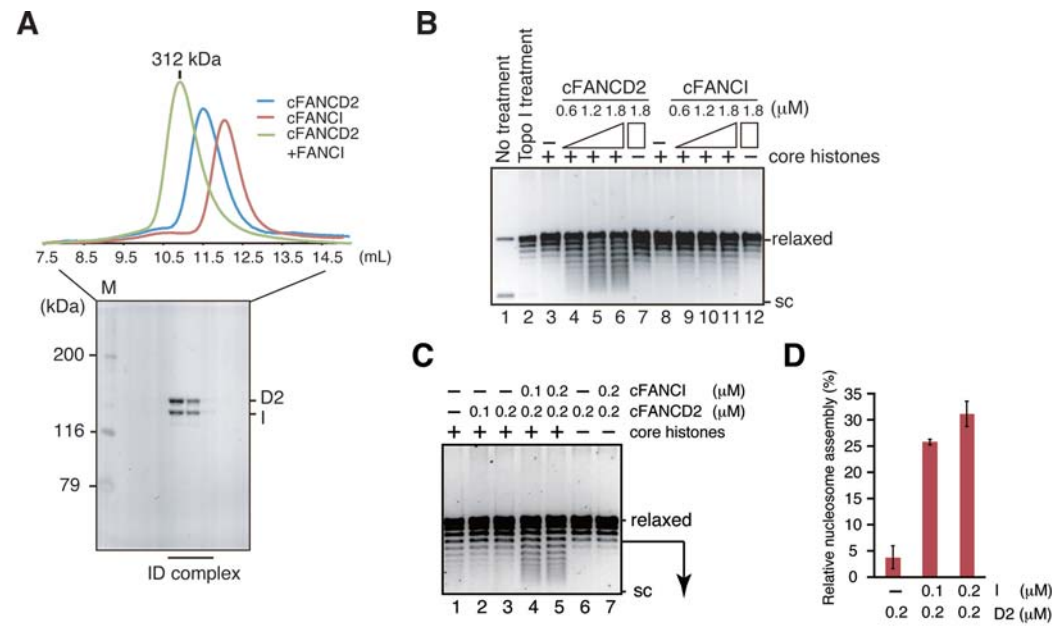 A
312 kDa
cFANCD2
cFANCI
cFANCD2
+FANCI
7.5 8.5 9.5 10.5 11.5 12.5 13.5 14.5 (mL)
M
(kDa)
200
116
79
D2
I
ID complex
B
No treatment
Topo I treatment
cFANCD2 cFANCI
0.6 1.2 1.8 1.8 0.6 1.2 1.8 1.8 (μM)
− + + + + − − + + + + − core histones
relaxed
sc
1 2 3 4 5 6 7 8 9 10 11 12
C
− − − 0.1 0.2 − 0.2 cFANCI (μM)
− 0.1 0.2 0.2 0.2 0.2 0.2 cFANCD2 (μM)
+ + + + + − − core histones
relaxed
sc
1 2 3 4 5 6 7
D
Relative nucleosome assembly (%)
35
30
25
20
15
10
5
0
− 0.1 0.2 I (μM)
0.2 0.2 0.2 D2 (μM)